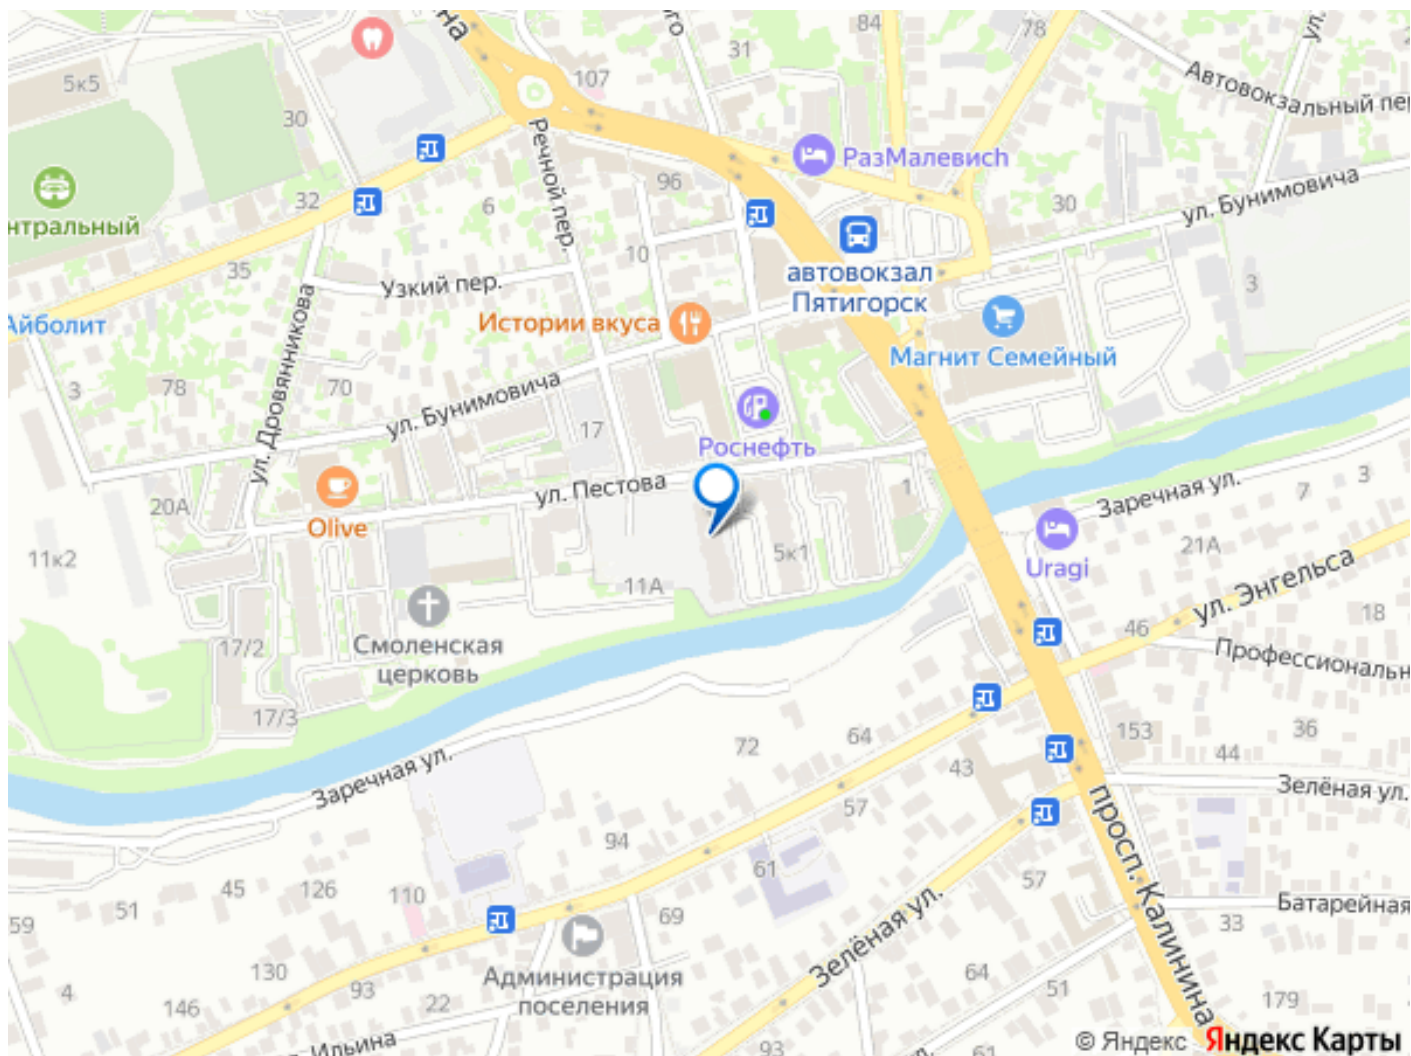 5к5
30
107
31
84
78
ул.
Автовокзальный пер
Речной пер.
РазМалевич
96
32
6
30
ул. Бунимовича
нтральный
35
10
автовокзал
Пятигорск
3
Узкий пер.
Айболит
Истории вкуса
Магнит Семейный
3
78
70
ул. Дровянникова
ул. Бунимовича
17
Роснефть
ул. Пестова
20А
Olive
1
Заречная ул.
7
3
11к2
5к1
Uragi
21А
ул. Энгельса
11А
Смоленская
церковь
17/2
46
18
Профессиональн
17/3
72
64
153
36
44
43
Заречная ул.
57
Зелёная ул.
просп. Калинина
94
61
45
126
110
57
59
51
69
Батарейная
33
Зелёная ул.
Администрация
поселения
130
93
22
4
146
64
51
179
Ильина
93
61
© Яндекс Яндекс Карты